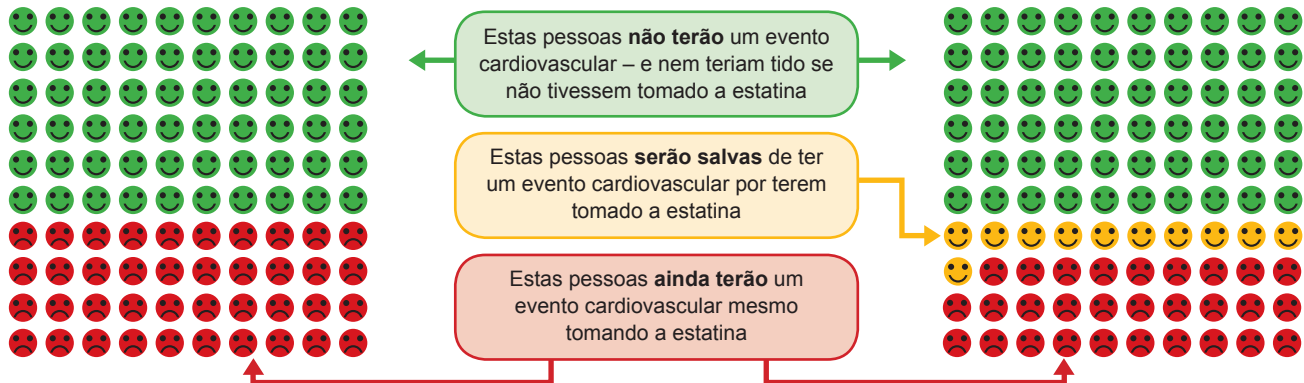 Estas pessoas não terão um evento
cardiovascular – e nem teriam tido se
não tivessem tomado a estatina
Estas pessoas serão salvas de ter
um evento cardiovascular por terem
tomado a estatina
Estas pessoas ainda terão um
evento cardiovascular mesmo
tomando a estatina